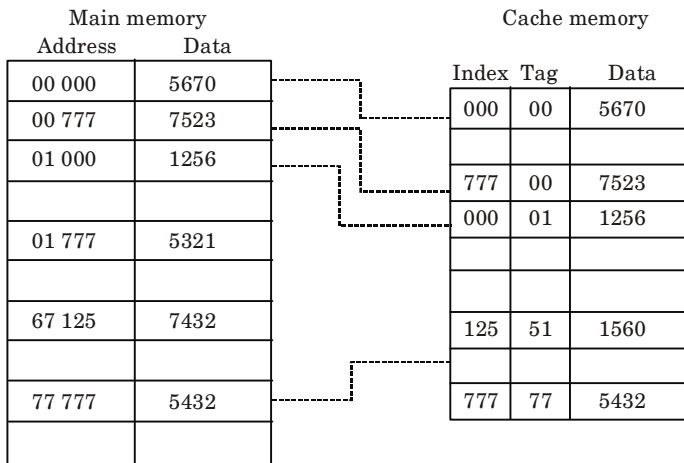 Main memory
Address Data
00 000 5670
00 777 7523
01 000 1256
01 777 5321
67 125 7432
77 777 5432
Cache memory
Index Tag Data
000 00 5670
777 00 7523
000 01 1256
125 51 1560
777 77 5432